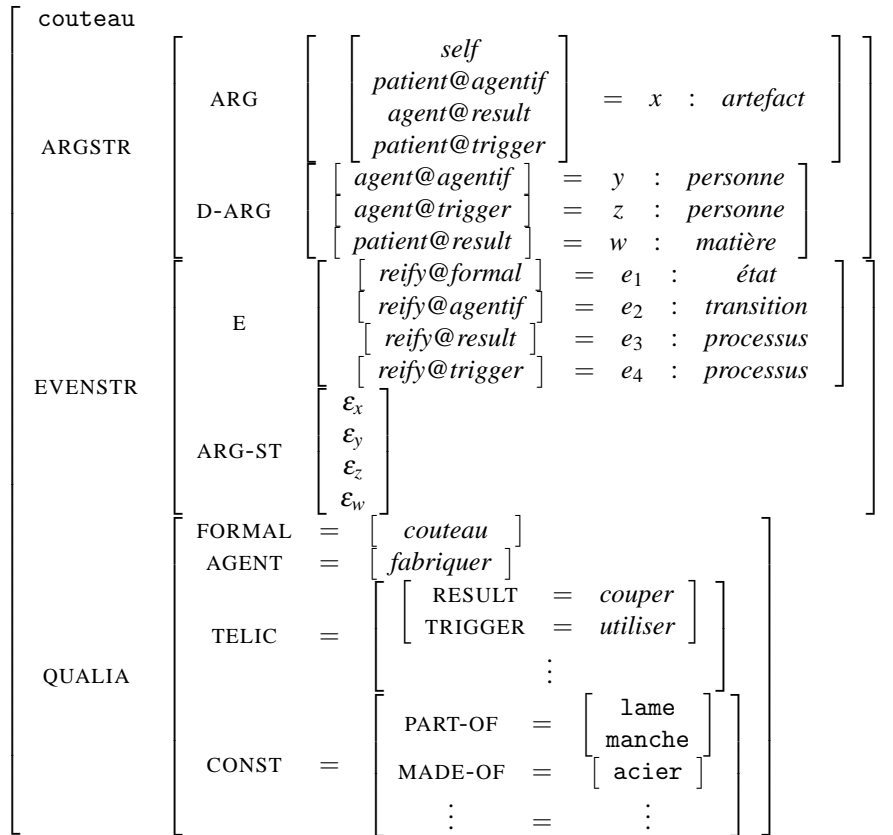 couteau
ARGSTR
ARG
self
patient@agentif
agent@result
patient@trigger
= x : artefact
D-ARG
agent@agentif = y : personne
agent@trigger = z : personne
patient@result = w : matière
EVENSTR
E
reify@formal = e₁ : état
reify@agentif = e₂ : transition
reify@result = e₃ : processus
reify@trigger = e₄ : processus
ARG-ST
εₓ
ε_y
ε_z
ε_w
QUALIA
FORMAL = [ couteau ]
AGENT = [ fabriquer ]
TELIC =
RESULT = couper
TRIGGER = utiliser
⋮
CONST =
PART-OF =
lame
manche
MADE-OF = [ acier ]
⋮ = ⋮